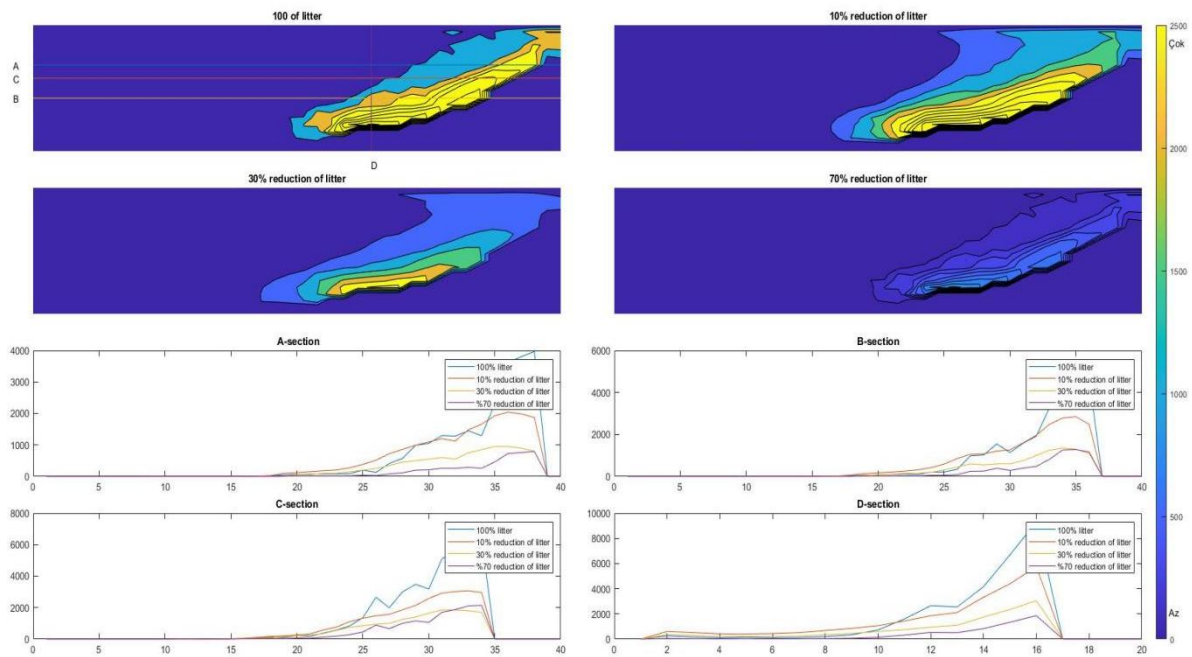 100 of litter
10% reduction of litter
A
C
B
D
2500
Çok
2000
1500
1000
500
Az
0
30% reduction of litter
70% reduction of litter
A-section
4000
3000
2000
1000
0
100% litter
10% reduction of litter
30% reduction of litter
%70 reduction of litter
0 5 10 15 20 25 30 35 40
B-section
6000
4000
2000
0
100% litter
10% reduction of litter
30% reduction of litter
%70 reduction of litter
0 5 10 15 20 25 30 35 40
C-section
8000
6000
4000
2000
0
100% litter
10% reduction of litter
30% reduction of litter
%70 reduction of litter
0 5 10 15 20 25 30 35 40
D-section
10000
8000
6000
4000
2000
0
100% litter
10% reduction of litter
30% reduction of litter
%70 reduction of litter
0 2 4 6 8 10 12 14 16 18 20